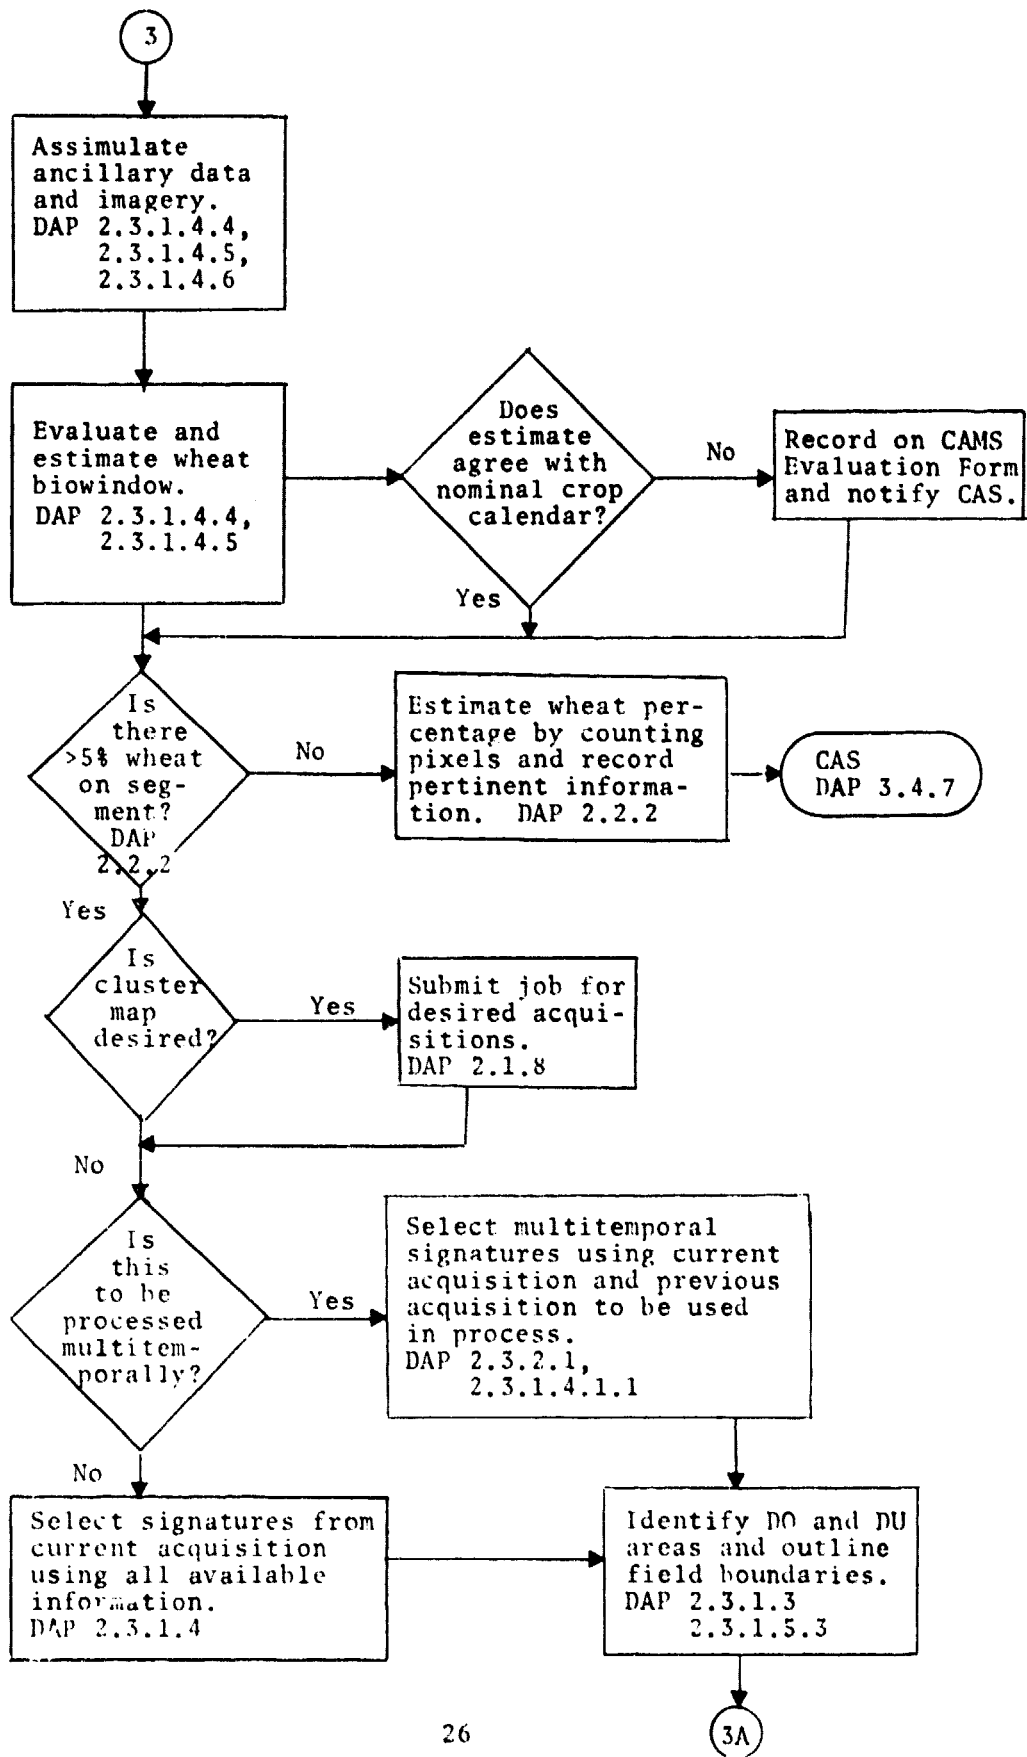 3
Assimulate
ancillary data
and imagery.
DAP 2.3.1.4.4,
2.3.1.4.5,
2.3.1.4.6
Evaluate and
estimate wheat
biowindow.
DAP 2.3.1.4.4,
2.3.1.4.5
Does
estimate
agree with
nominal crop
calendar?
No
Record on CAMS
Evaluation Form
and notify CAS.
Yes
Is
there
>5% wheat
on seg-
ment?
DAP
2.2.2
No
Estimate wheat per-
centage by counting
pixels and record
pertinent informa-
tion. DAP 2.2.2
CAS
DAP 3.4.7
Yes
Is
cluster
map
desired?
Yes
Submit job for
desired acqui-
sitions.
DAP 2.1.8
No
Is
this
to be
processed
multitem-
porally?
Yes
Select multitemporal
signatures using current
acquisition and previous
acquisition to be used
in process.
DAP 2.3.2.1,
2.3.1.4.1.1
No
Select signatures from
current acquisition
using all available
information.
DAP 2.3.1.4
Identify DO and DU
areas and outline
field boundaries.
DAP 2.3.1.3
2.3.1.5.3
26
3A